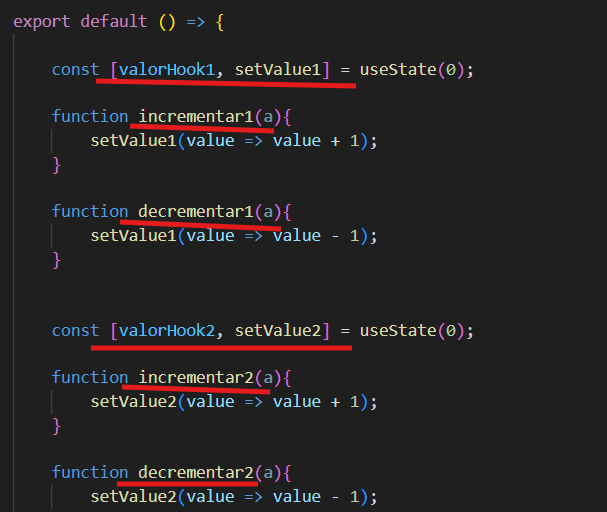 export default () => {
const [valorHook1, setValue1] = useState(0);
function incrementar1(a){
setValue1(value => value + 1);
}
function decrementar1(a){
setValue1(value => value - 1);
}
const [valorHook2, setValue2] = useState(0);
function incrementar2(a){
setValue2(value => value + 1);
}
function decrementar2(a){
setValue2(value => value - 1);